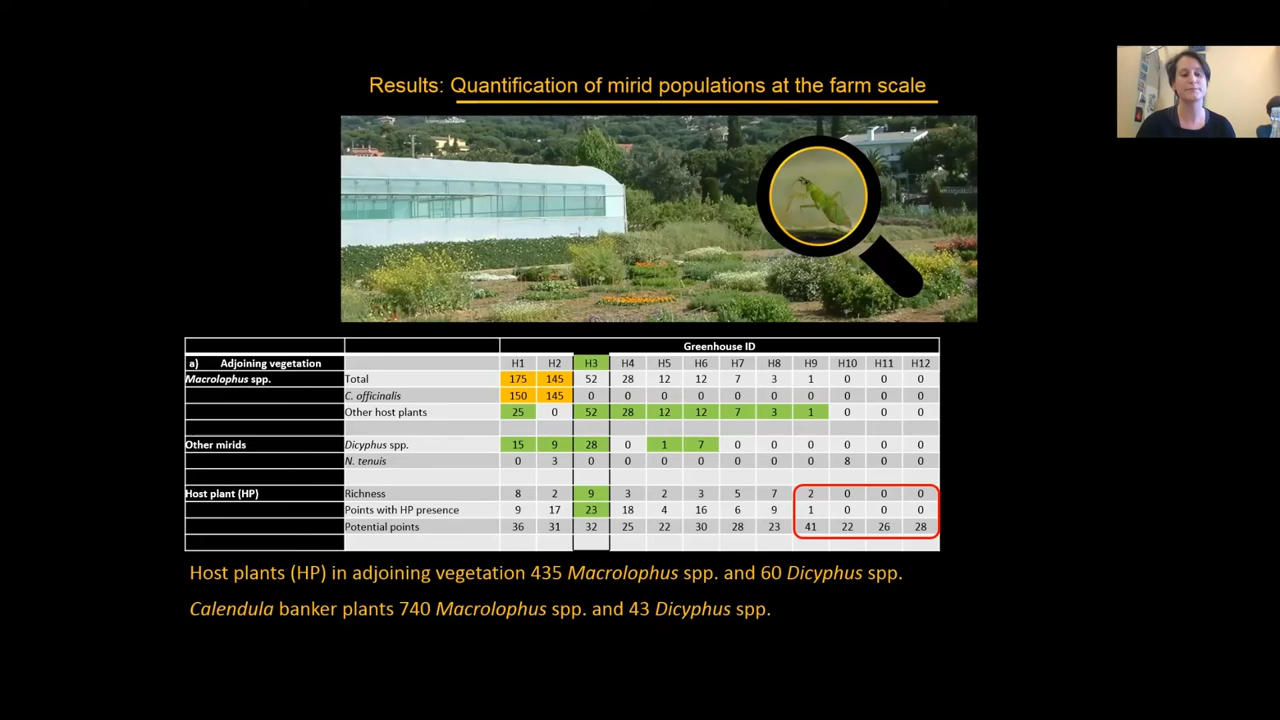 Results: Quantification of mirid populations at the farm scale
Greenhouse ID
a) Adjoining vegetation H1 H2 H3 H4 H5 H6 H7 H8 H9 H10 H11 H12
Macrolophus spp. Total 175 145 52 28 12 12 7 3 1 0 0 0
C. officinalis 150 145 0 0 0 0 0 0 0 0 0 0
Other host plants 25 0 52 28 12 12 7 3 1 0 0 0
Other mirids Dicyphus spp. 15 9 28 0 1 7 0 0 0 0 0 0
N. tenuis 0 3 0 0 0 0 0 0 0 8 0 0
Host plant (HP) Richness 8 2 9 3 2 3 5 7 2 0 0 0
Points with HP presence 9 17 23 18 4 16 6 9 1 0 0 0
Potential points 36 31 32 25 22 30 28 23 41 22 26 28
Host plants (HP) in adjoining vegetation 435 Macrolophus spp. and 60 Dicyphus spp.
Calendula banker plants 740 Macrolophus spp. and 43 Dicyphus spp.